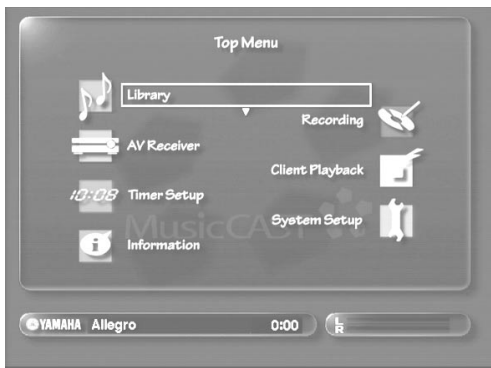 Top Menu
Library
Recording
AV Receiver
Client Playback
10:08 Timer Setup
System Setup
MusicCAST
i Information
YAMAHA Allegro 0:00 L
R